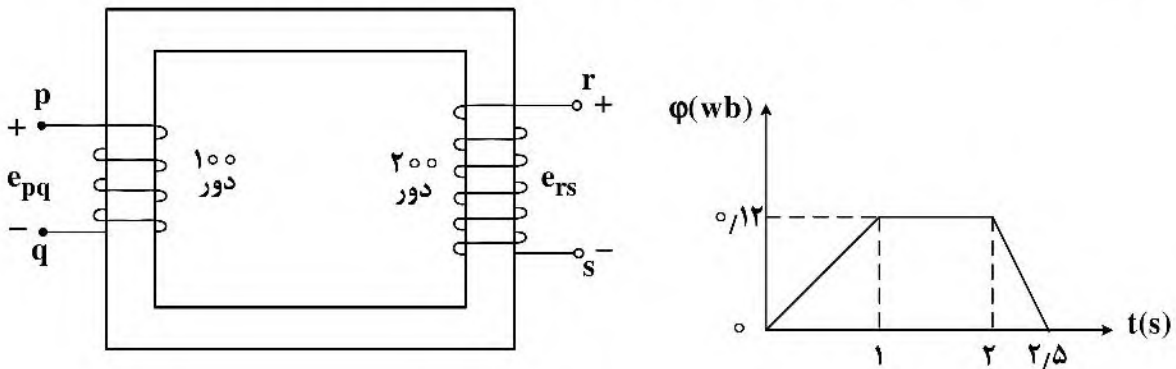 p
+
e_pq
−
q
۱۰۰
دور
۲۰۰
دور
r
+
e_rs
s −
φ(wb)
۰/۱۲
۰
۱
۲
۲/۵
t(s)